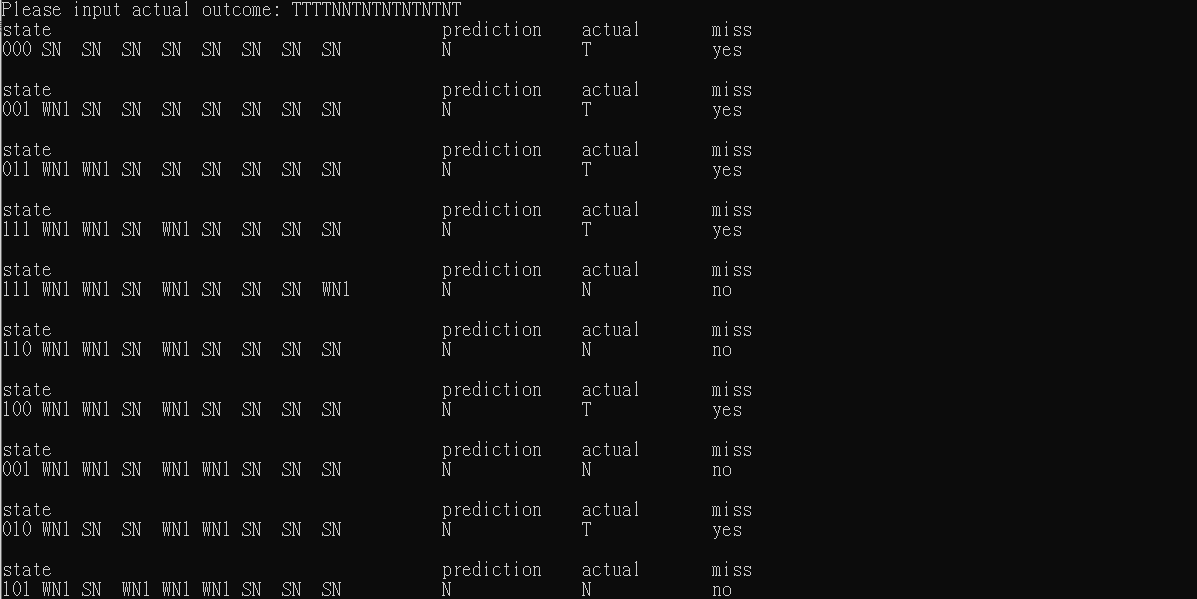 Please input actual outcome: TTTTNNTNTNTNTNTNT
state prediction actual miss
000 SN SN SN SN SN SN SN SN N T yes
state prediction actual miss
001 WN1 SN SN SN SN SN SN SN N T yes
state prediction actual miss
011 WN1 WN1 SN SN SN SN SN SN N T yes
state prediction actual miss
111 WN1 WN1 SN WN1 SN SN SN SN N T yes
state prediction actual miss
111 WN1 WN1 SN WN1 SN SN SN WN1 N N no
state prediction actual miss
110 WN1 WN1 SN WN1 SN SN SN SN N N no
state prediction actual miss
100 WN1 WN1 SN WN1 SN SN SN SN N T yes
state prediction actual miss
001 WN1 WN1 SN WN1 WN1 SN SN SN N N no
state prediction actual miss
010 WN1 SN SN WN1 WN1 SN SN SN N T yes
state prediction actual miss
101 WN1 SN WN1 WN1 WN1 SN SN SN N N no